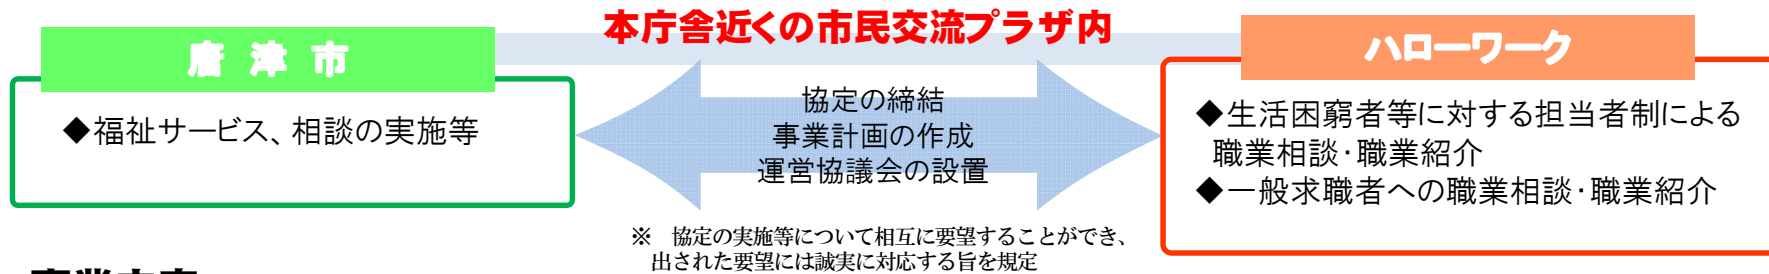 本庁舎近くの市民交流プラザ内
唐津市
◆福祉サービス、相談の実施等
協定の締結
事業計画の作成
運営協議会の設置
※　協定の実施等について相互に要望することができ、
出された要望には誠実に対応する旨を規定
ハローワーク
◆生活困窮者等に対する担当者制による
職業相談･職業紹介
◆一般求職者への職業相談･職業紹介